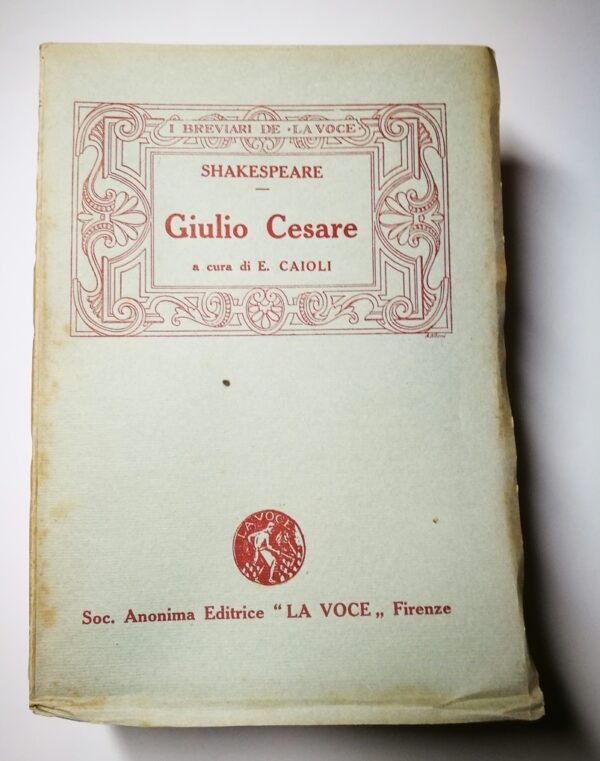 I BREVIARI DE · LA VOCE ·
SHAKESPEARE
Giulio Cesare
a cura di E. CAIOLI
LA VOCE
Soc. Anonima Editrice “LA VOCE„ Firenze